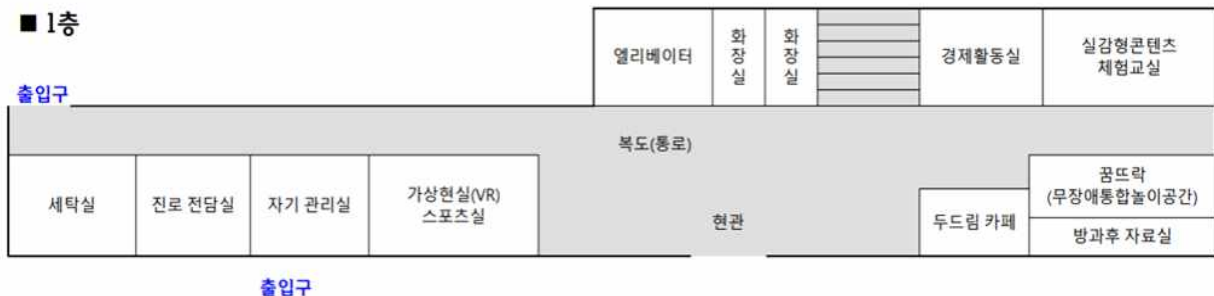 ■ 1층
엘리베이터
화
장
실
화
장
실
경제활동실
실감형콘텐츠
체험교실
출입구
복도(통로)
세탁실
진로 전담실
자기 관리실
가상현실(VR)
스포츠실
현관
두드림 카페
꿈뜨락
(무장애통합놀이공간)
방과후 자료실
출입구